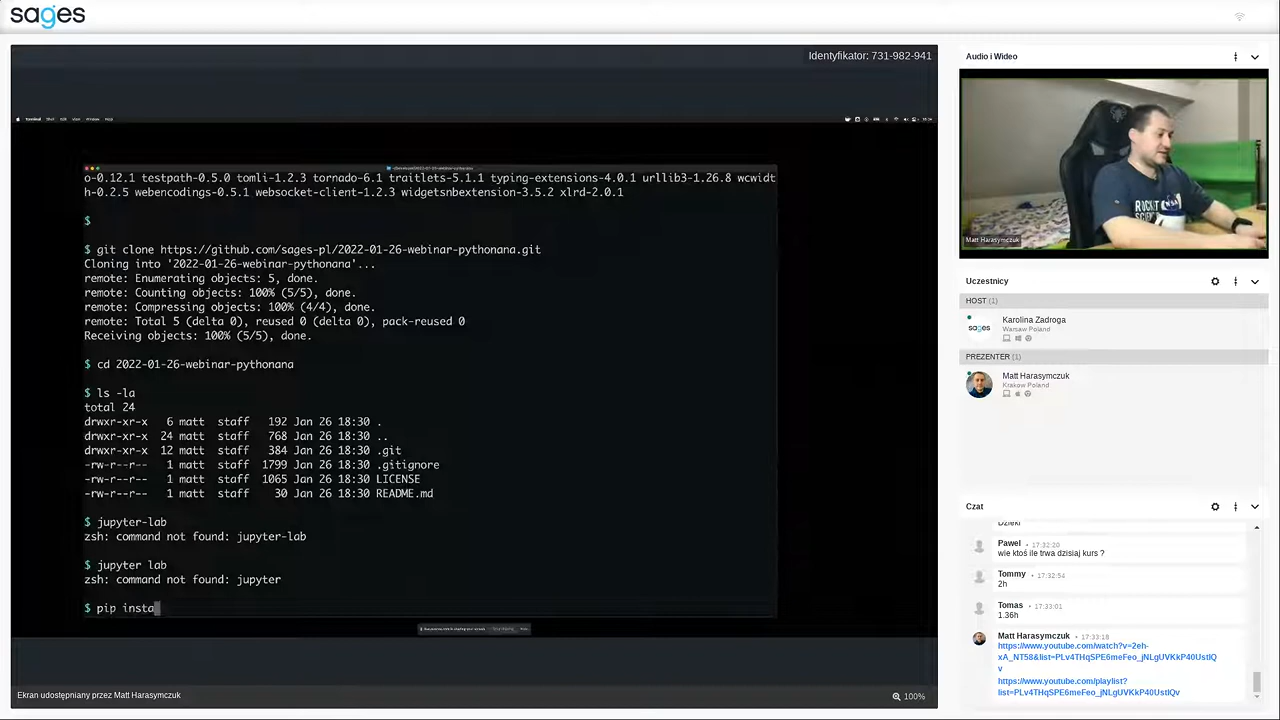 sages
Identyfikator: 731-982-941
Terminal Shell Edit View Window Help
o-0.12.1 testpath-0.5.0 tomli-1.2.3 tornado-6.1 traitlets-5.1.1 typing-extensions-4.0.1 urllib3-1.26.8 wcwidt
h-0.2.5 webencodings-0.5.1 websocket-client-1.2.3 widgetsnbextension-3.5.2 xlrd-2.0.1
$
$ git clone https://github.com/sages-pl/2022-01-26-webinar-pythonana.git
Cloning into '2022-01-26-webinar-pythonana'...
remote: Enumerating objects: 5, done.
remote: Counting objects: 100% (5/5), done.
remote: Compressing objects: 100% (4/4), done.
remote: Total 5 (delta 0), reused 0 (delta 0), pack-reused 0
Receiving objects: 100% (5/5), done.
$ cd 2022-01-26-webinar-pythonana
$ ls -la
total 24
drwxr-xr-x 6 matt staff 192 Jan 26 18:30 .
drwxr-xr-x 24 matt staff 768 Jan 26 18:30 ..
drwxr-xr-x 12 matt staff 384 Jan 26 18:30 .git
-rw-r--r-- 1 matt staff 1799 Jan 26 18:30 .gitignore
-rw-r--r-- 1 matt staff 1065 Jan 26 18:30 LICENSE
-rw-r--r-- 1 matt staff 30 Jan 26 18:30 README.md
$ jupyter-lab
zsh: command not found: jupyter-lab
$ jupyter lab
zsh: command not found: jupyter
$ pip insta
Ekran udostępniany przez Matt Harasymczuk
100%
Audio i Wideo
ROCKET
SCIEN
Matt Harasymczuk
Uczestnicy
HOST (1)
sages
Karolina Zadroga
Warsaw Poland
PREZENTER (1)
Matt Harasymczuk
Krakow Poland
Czat
Dzieki
Pawel • 17:32:20
wie ktoś ile trwa dzisiaj kurs ?
Tommy • 17:32:54
2h
Tomas • 17:33:01
1.36h
Matt Harasymczuk • 17:33:18
https://www.youtube.com/watch?v=2eh-
xA_NT58&list=PLv4THqSPE6meFeo_jNLgUVKkP40UstIQ
v
https://www.youtube.com/playlist?
list=PLv4THqSPE6meFeo_jNLgUVKkP40UstIQv